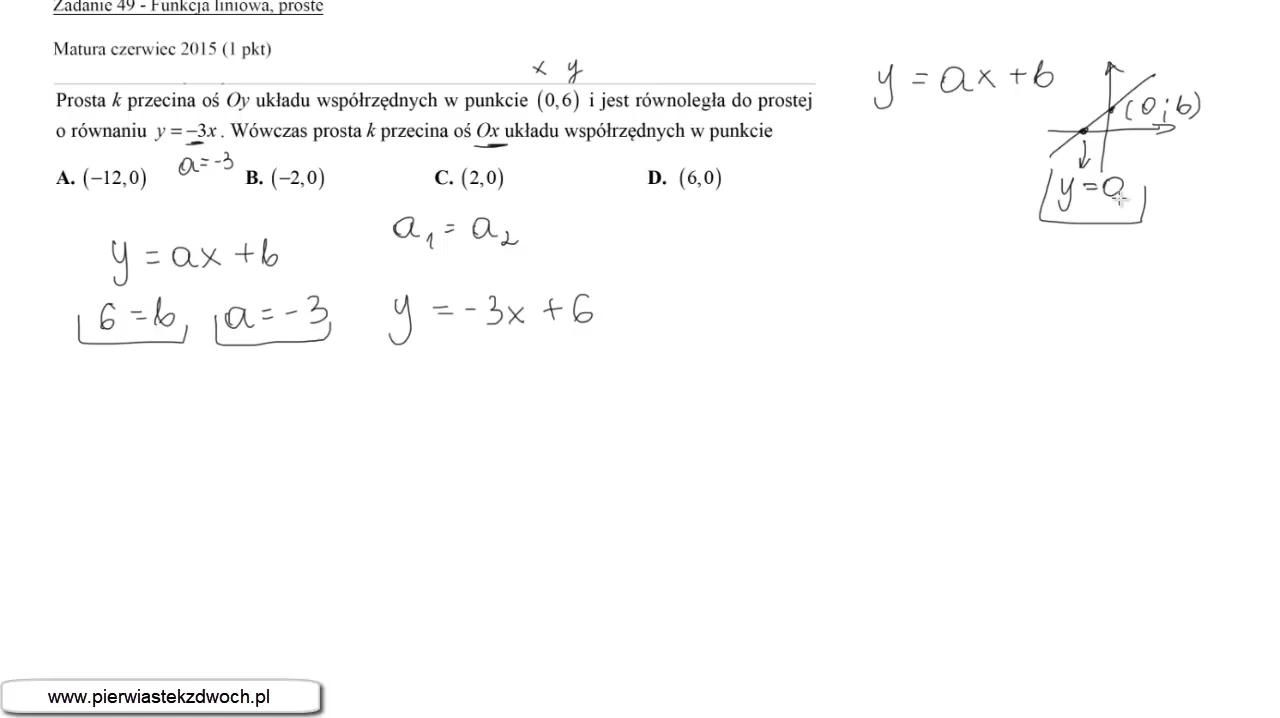 Zadanie 49 - Funkcja liniowa, proste
Matura czerwiec 2015 (1 pkt)
x y
Prosta k przecina oś Oy układu współrzędnych w punkcie (0,6) i jest równoległa do prostej
o równaniu y = −3x. Wówczas prosta k przecina oś Ox układu współrzędnych w punkcie
a = -3
A. (−12,0) B. (−2,0) C. (2,0) D. (6,0)
a₁ = a₂
y = ax + b
6 = b a = -3 y = -3x + 6
y = ax + b
(0; b)
y = 0
www.pierwiastekzdwoch.pl